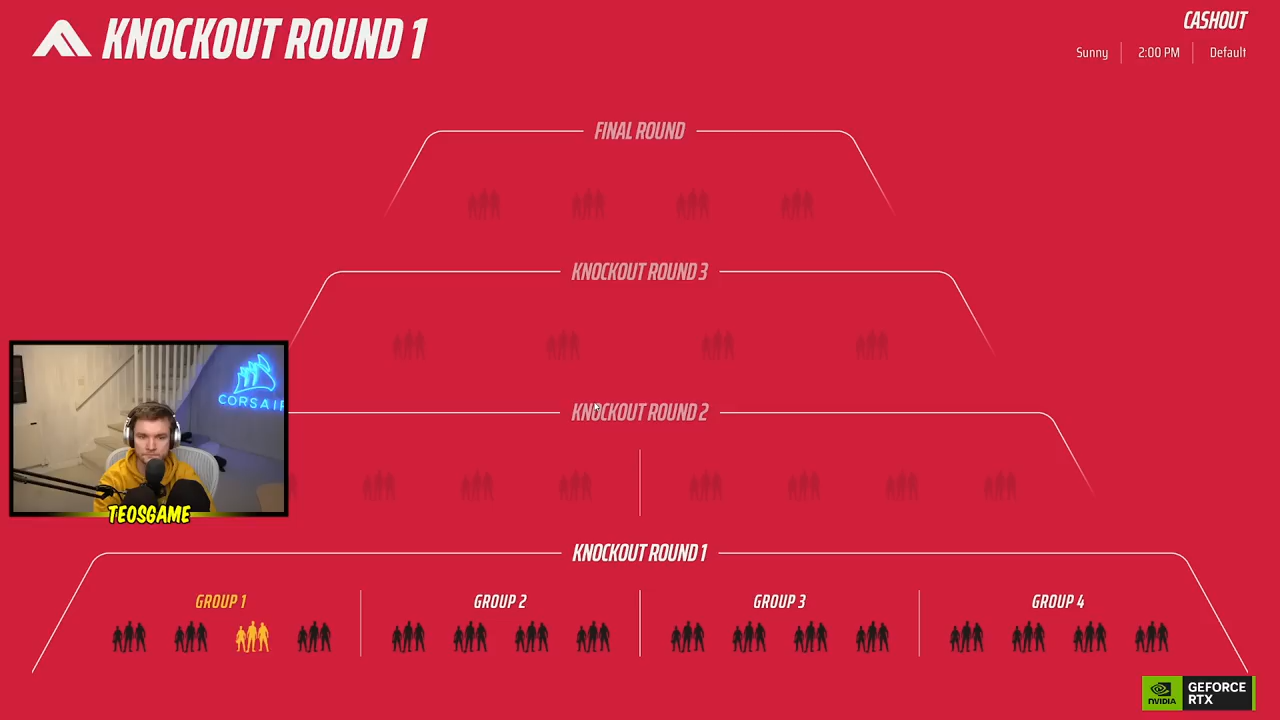 KNOCKOUT ROUND 1
CASHOUT
Sunny
2:00 PM
Default
FINAL ROUND
KNOCKOUT ROUND 3
KNOCKOUT ROUND 2
CORSAIR
TEOSGAME
KNOCKOUT ROUND 1
GROUP 1
GROUP 2
GROUP 3
GROUP 4
NVIDIA
GEFORCE
RTX